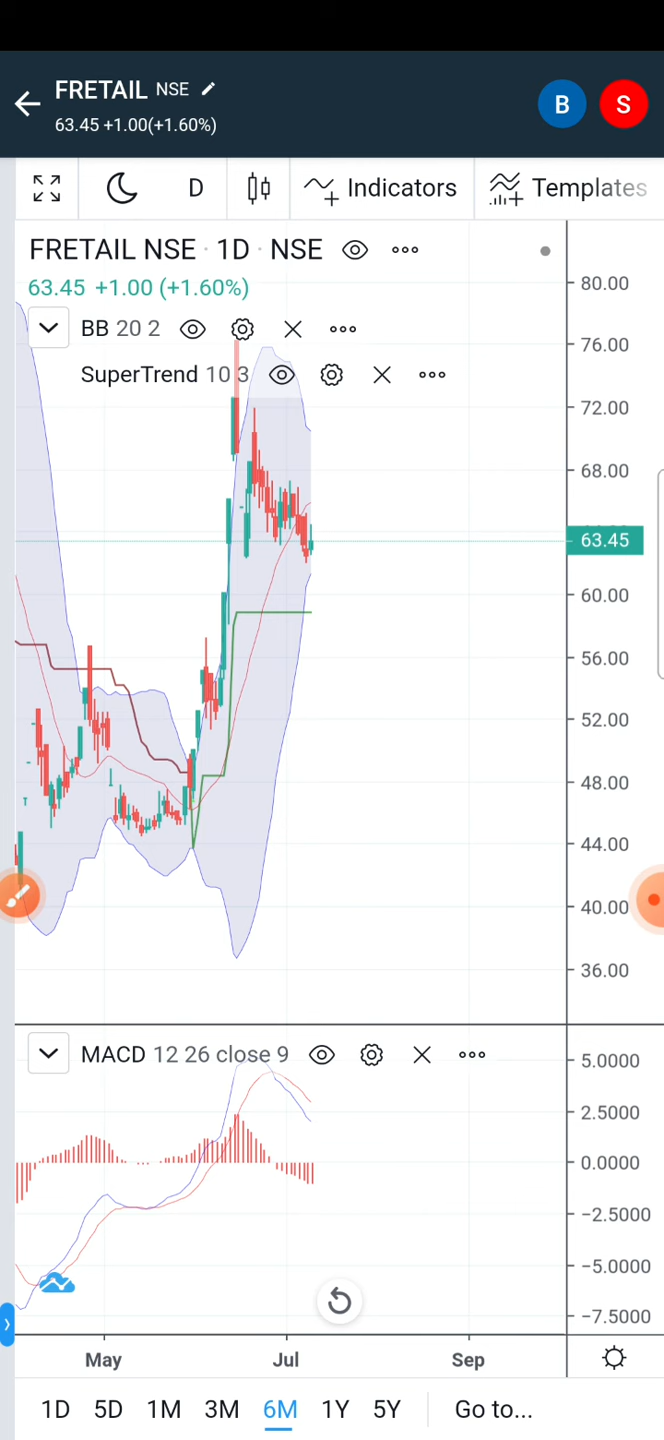 FRETAIL NSE
63.45 +1.00(+1.60%)
B S
D Indicators Templates
FRETAIL NSE · 1D · NSE
63.45 +1.00 (+1.60%)
BB 20 2
SuperTrend 10 3
80.00
76.00
72.00
68.00
63.45
60.00
56.00
52.00
48.00
44.00
40.00
36.00
MACD 12 26 close 9
5.0000
2.5000
0.0000
−2.5000
−5.0000
−7.5000
May Jul Sep
1D 5D 1M 3M 6M 1Y 5Y Go to...